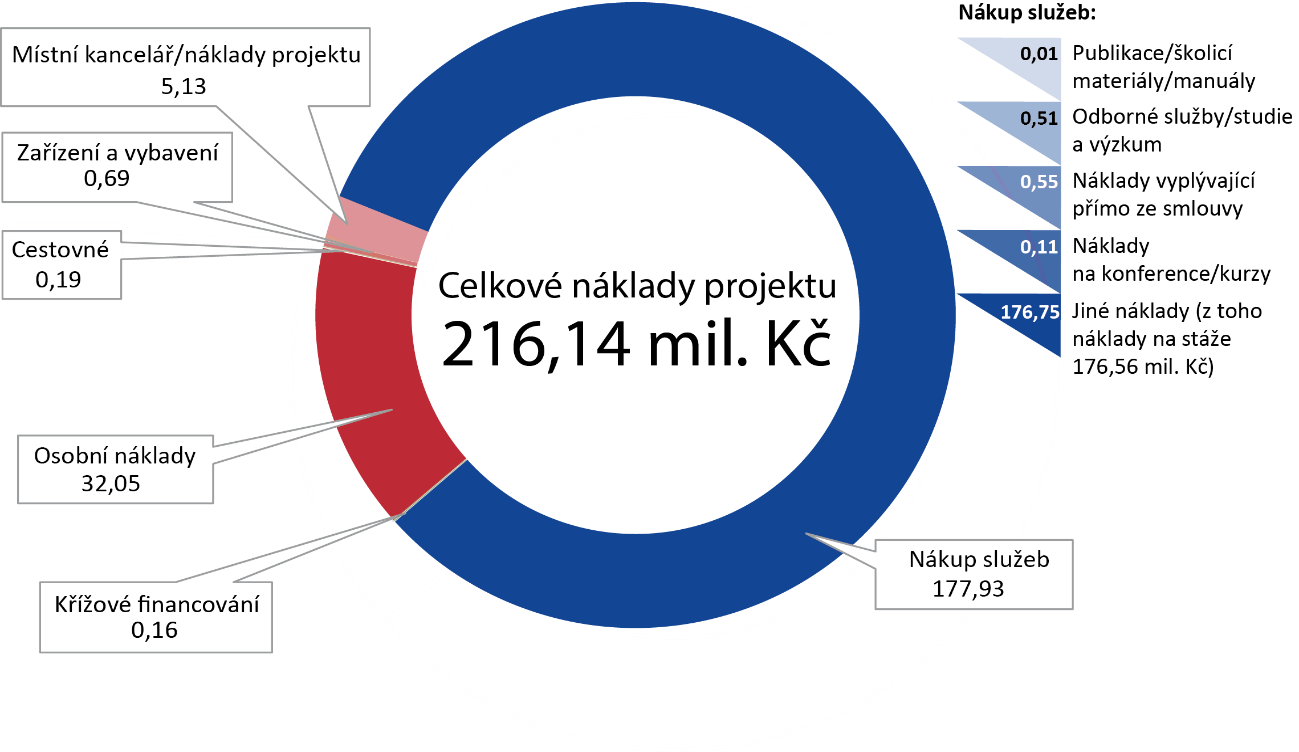 Místní kancelář/náklady projektu
5,13
Zařízení a vybavení
0,69
Cestovné
0,19
Osobní náklady
32,05
Křížové financování
0,16
Celkové náklady projektu
216,14 mil. Kč
Nákup služeb
177,93
Nákup služeb:
0,01 Publikace/školicí
materiály/manuály
0,51 Odborné služby/studie
a výzkum
0,55 Náklady vyplývající
přímo ze smlouvy
0,11 Náklady
na konference/kurzy
176,75 Jiné náklady (z toho
náklady na stáže
176,56 mil. Kč)